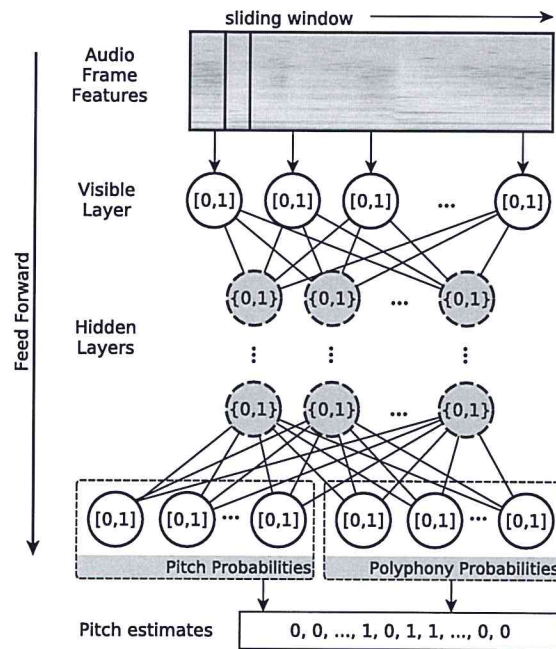 sliding window
Audio
Frame
Features
Visible
Layer
[0,1] [0,1] [0,1] ... [0,1]
Feed Forward
{0,1} {0,1} ... {0,1}
Hidden
Layers
... ... ...
{0,1} {0,1} ... {0,1}
[0,1] [0,1] ... [0,1] [0,1] [0,1] ... [0,1]
Pitch Probabilities Polyphony Probabilities
Pitch estimates 0, 0, ..., 1, 0, 1, 1, ..., 0, 0